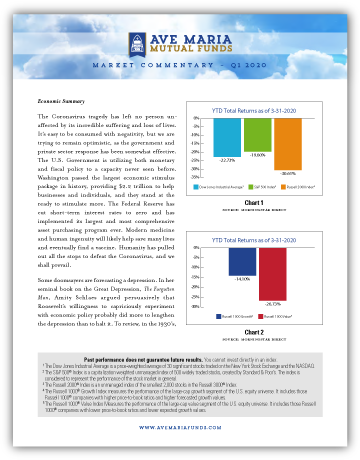 AVE MARIA
MUTUAL FUNDS
MARKET COMMENTARY – Q1 2020
Economic Summary
The Coronavirus tragedy has left no person un-
affected by its incredible suffering and loss of lives.
It's easy to be consumed with negativity, but we are
trying to remain optimistic, as the government and
private sector response has been somewhat effective.
The U.S. Government is utilizing both monetary
and fiscal policy to a capacity never seen before.
Washington passed the largest economic stimulus
package in history, providing $2.2 trillion to help
businesses and individuals, and they stand at the
ready to stimulate more. The Federal Reserve has
cut short-term interest rates to zero and has
implemented its largest and most comprehensive
asset purchasing program ever. Modern medicine
and human ingenuity will likely help save many lives
and eventually find a vaccine. Humanity has pulled
out all the stops to defeat the Coronavirus, and we
shall prevail.
Some doomsayers are forecasting a depression. In her
seminal book on the Great Depression, The Forgotten
Man, Amity Shlaes argued persuasively that
Roosevelt's willingness to capriciously experiment
with economic policy probably did more to lengthen
the depression than to halt it. To review, in the 1930's,
YTD Total Returns as of 3-31-2020
0%
-5%
-10%
-15%
-20%
-25%
-30%
-35%
-22.73%
-19.60%
-30.61%
Dow Jones Industrial Average¹
S&P 500 Index²
Russell 2000 Index³
Chart 1
SOURCE: MORNINGSTAR DIRECT
YTD Total Returns as of 3-31-2020
0%
-5%
-10%
-15%
-20%
-25%
-30%
-14.10%
-26.73%
Russell 1000 Growth⁴
Russell 1000 Value⁵
Chart 2
SOURCE: MORNINGSTAR DIRECT
Past performance does not guarantee future results. You cannot invest directly in an index.
¹ The Dow Jones Industrial Average is a price-weighted average of 30 significant stocks traded on the New York Stock Exchange and the NASDAQ.
² The S&P 500® Index is a capitalization-weighted unmanaged index of 500 widely traded stocks, created by Standard & Poor's. The index is
considered to represent the performance of the stock market in general.
³ The Russell 2000® Index is an unmanaged index of the smallest 2,000 stocks in the Russell 3000® Index.
⁴ The Russell 1000® Growth Index measures the performance of the large-cap growth segment of the U.S. equity universe. It includes those
Russell 1000® companies with higher price-to-book ratios and higher forecasted growth values.
⁵ The Russell 1000® Value Index Measures the performance of the large-cap value segment of the U.S. equity universe. It includes those Russell
1000® companies with lower price-to-book ratios and lower expected growth values.
WWW.AVEMARIAFUNDS.COM